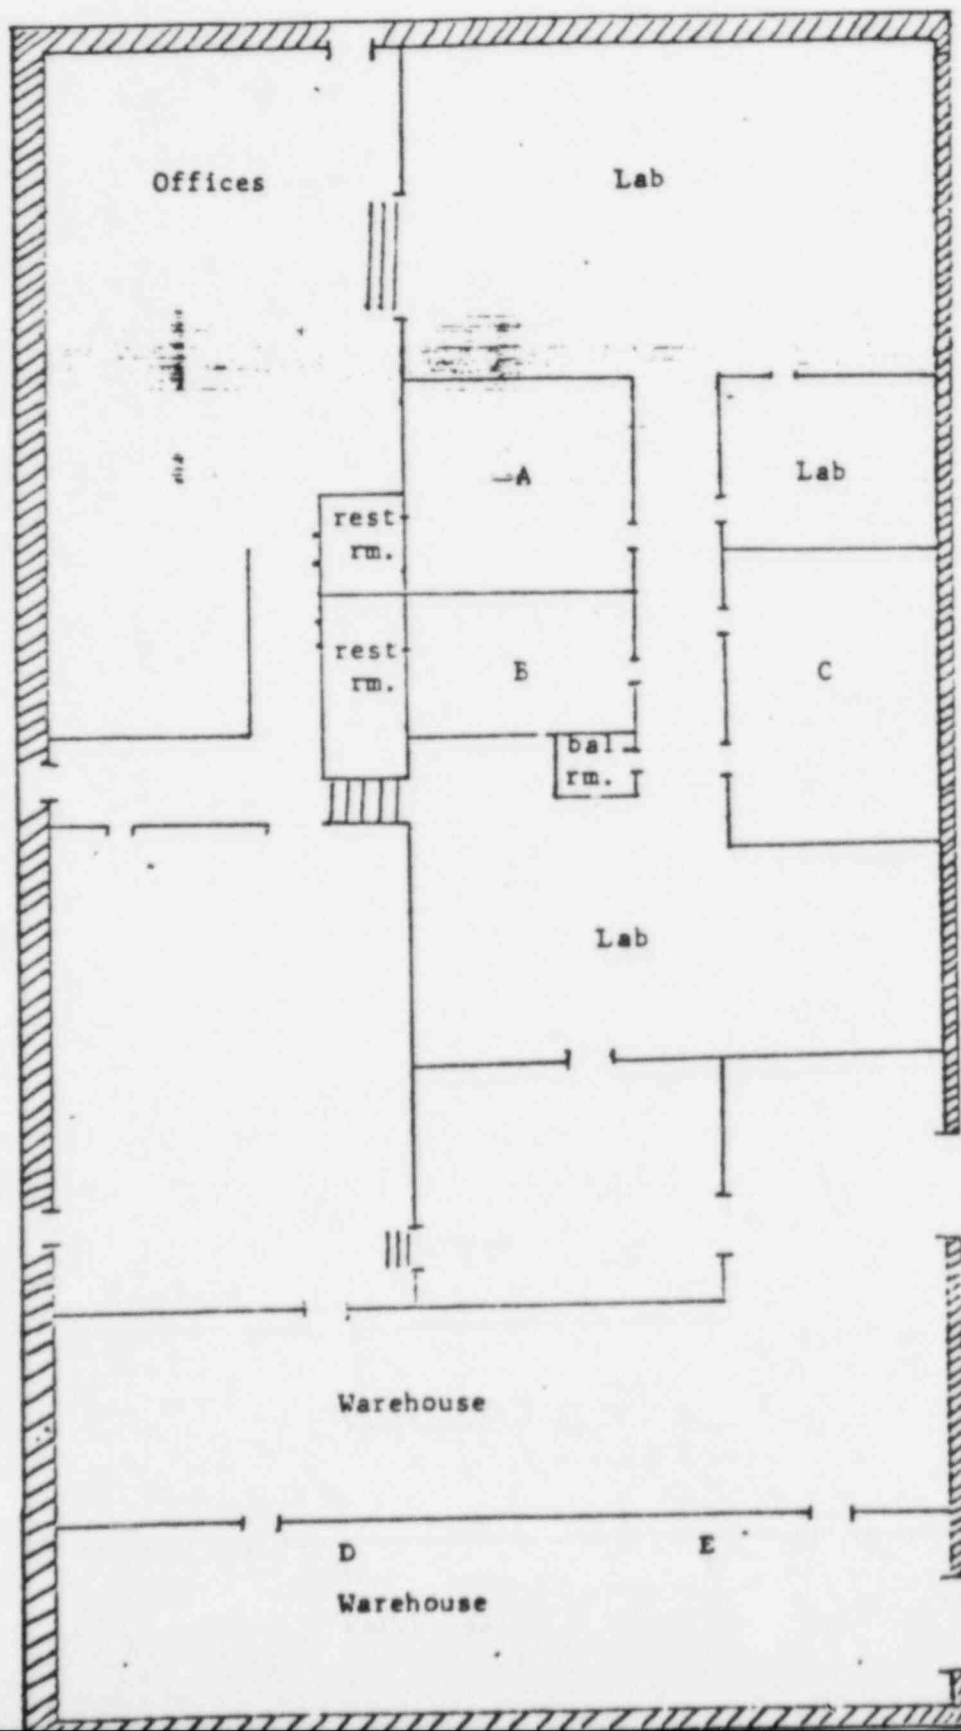 Offices
Lab
A
Lab
rest
rm.
rest
rm.
B
C
bal
rm.
Lab
Warehouse
D
E
Warehouse